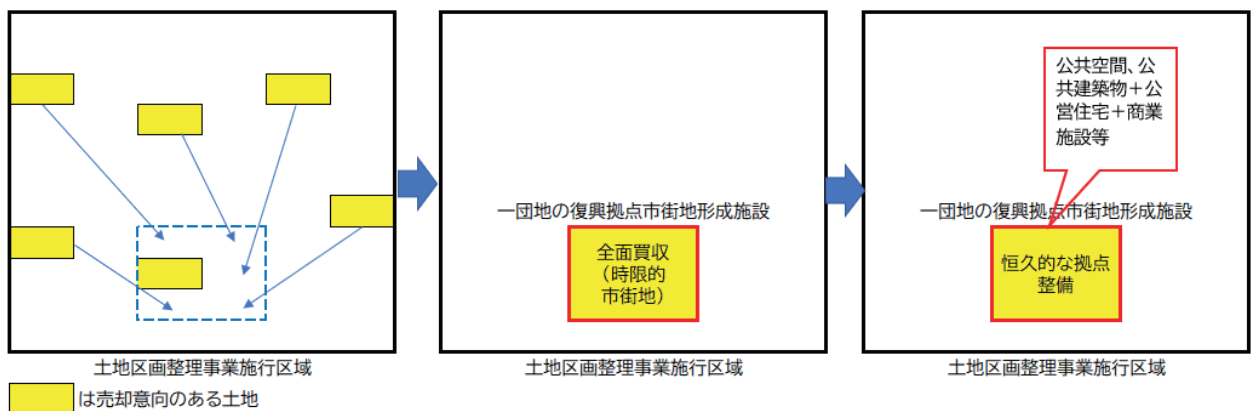 土地区画整理事業施行区域
は売却意向のある土地
一団地の復興拠点市街地形成施設
全面買収
（時限的
市街地）
土地区画整理事業施行区域
公共空間、公
共建築物＋公
営住宅＋商業
施設等
一団地の復興拠点市街地形成施設
恒久的な拠点
整備
土地区画整理事業施行区域